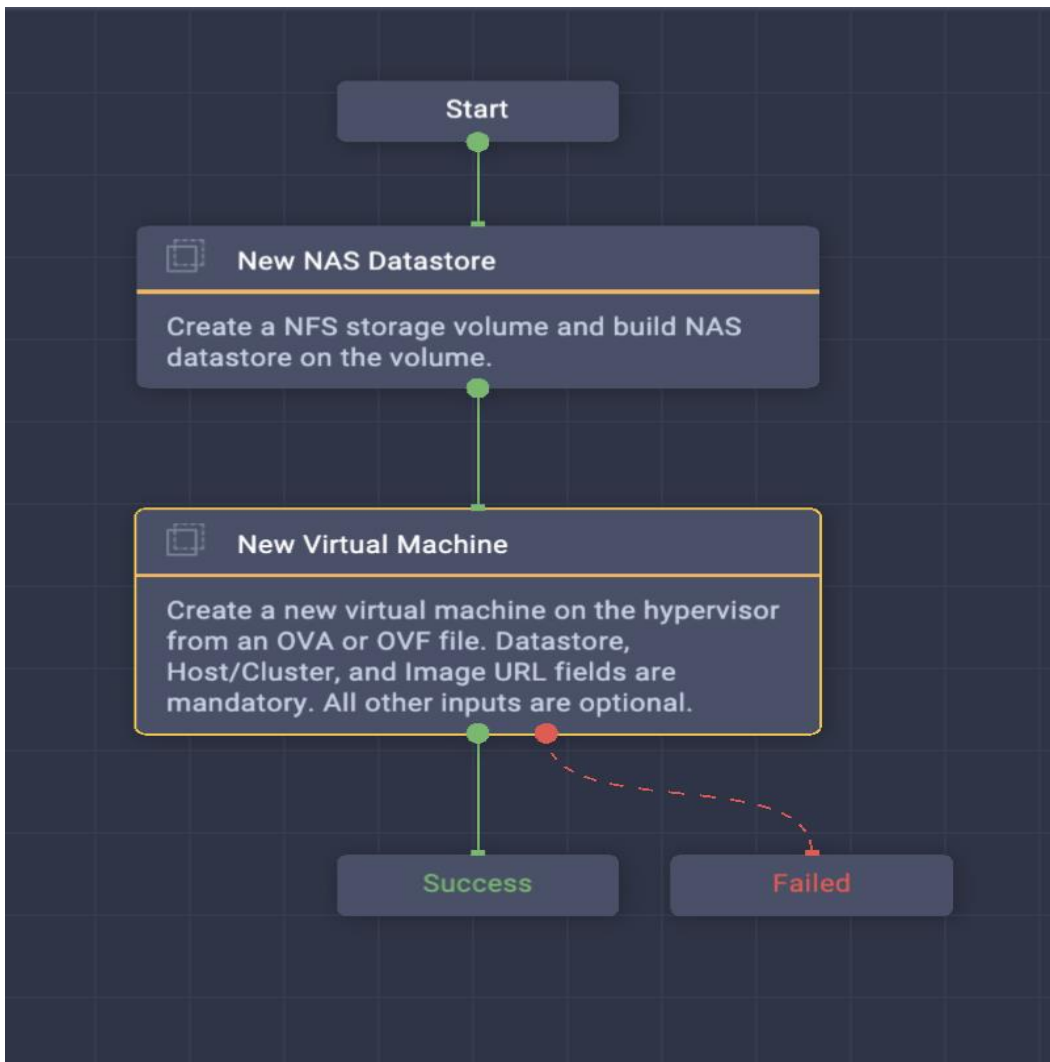 Start
New NAS Datastore
Create a NFS storage volume and build NAS
datastore on the volume.
New Virtual Machine
Create a new virtual machine on the hypervisor
from an OVA or OVF file. Datastore,
Host/Cluster, and Image URL fields are
mandatory. All other inputs are optional.
Success
Failed